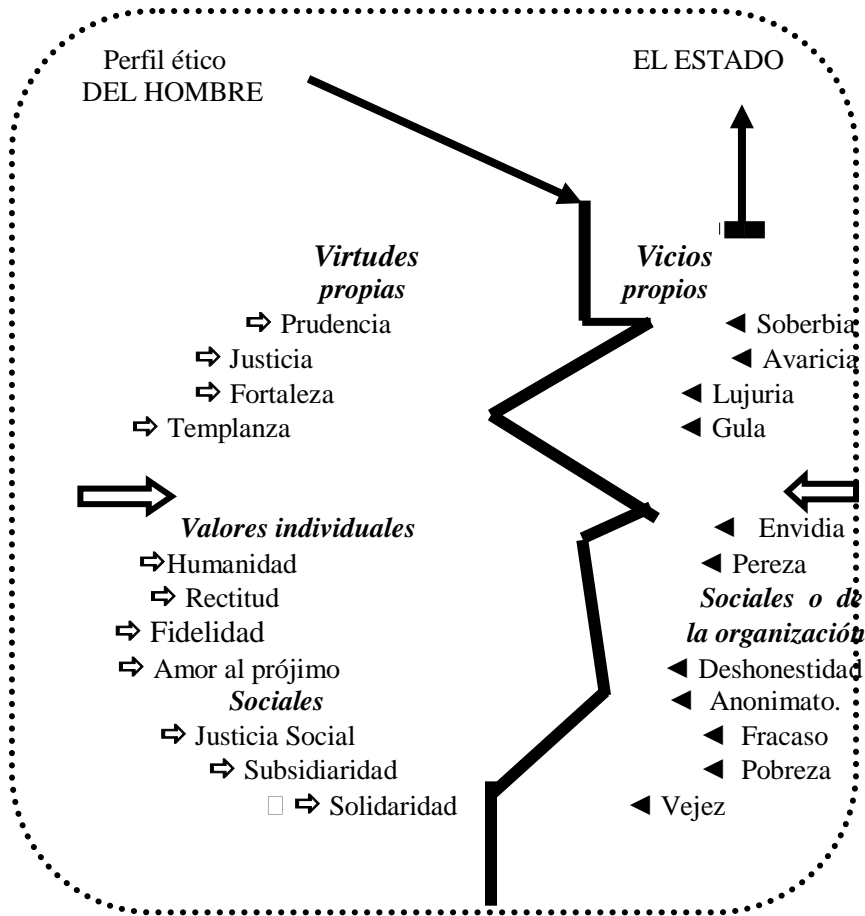 Perfil ético
DEL HOMBRE
EL ESTADO
Virtudes
propias
Prudencia
Justicia
Fortaleza
Templanza
Valores individuales
Humanidad
Rectitud
Fidelidad
Amor al prójimo
Sociales
Justicia Social
Subsidiaridad
Solidaridad
Vicios
propios
Soberbia
Avaricia
Lujuria
Gula
Envidia
Pereza
Sociales o de
la organización
Deshonestidad
Anonimato.
Fracaso
Pobreza
Vejez